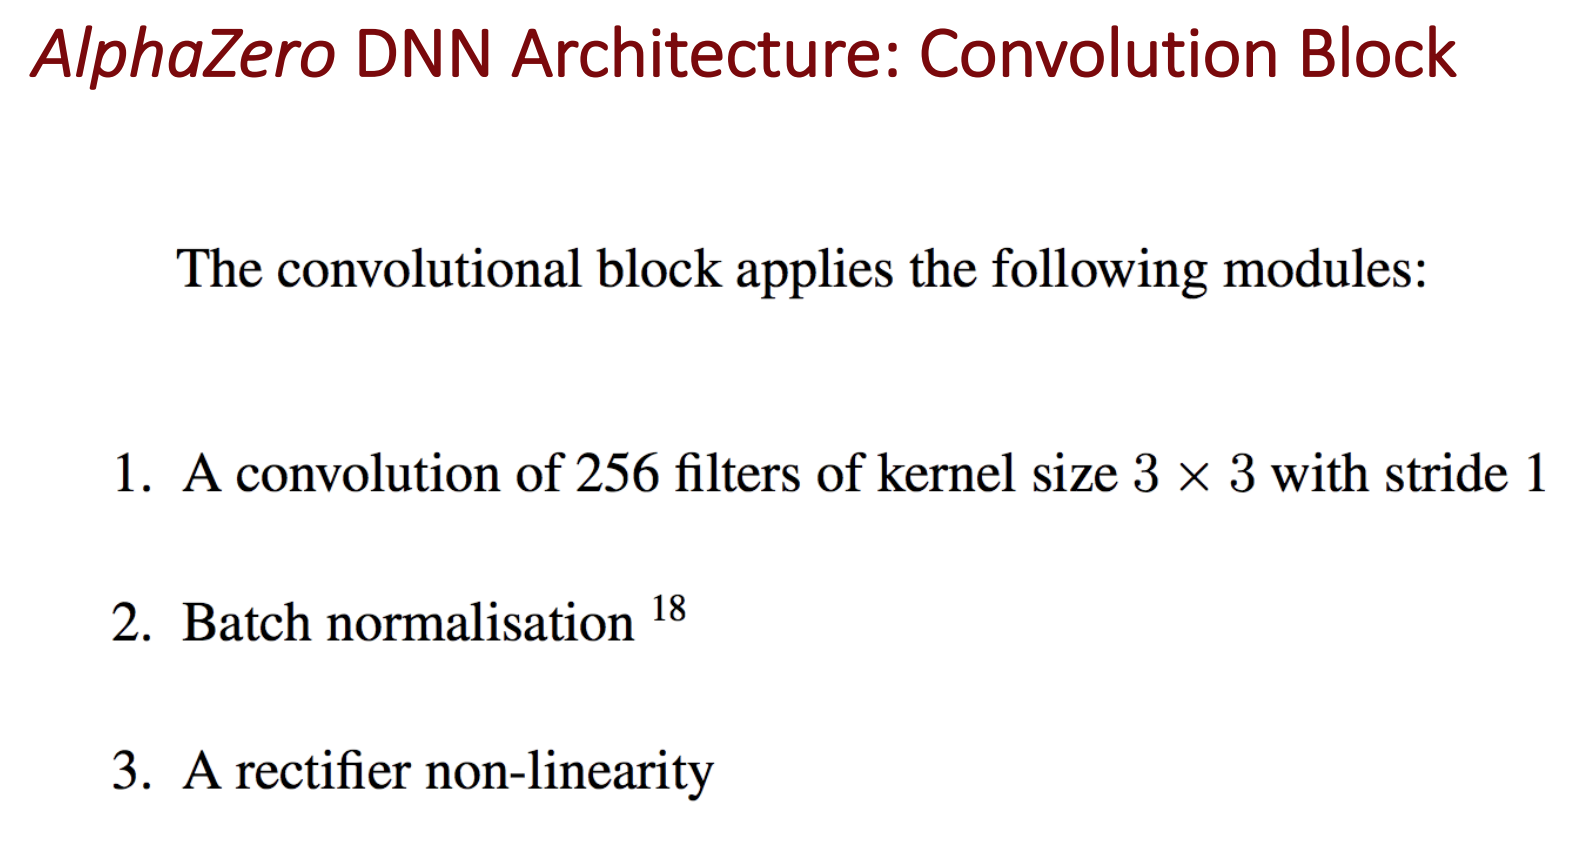 AlphaZero DNN Architecture: Convolution Block
The convolutional block applies the following modules:
1. A convolution of 256 filters of kernel size 3 × 3 with stride 1
2. Batch normalisation 18
3. A rectifier non-linearity